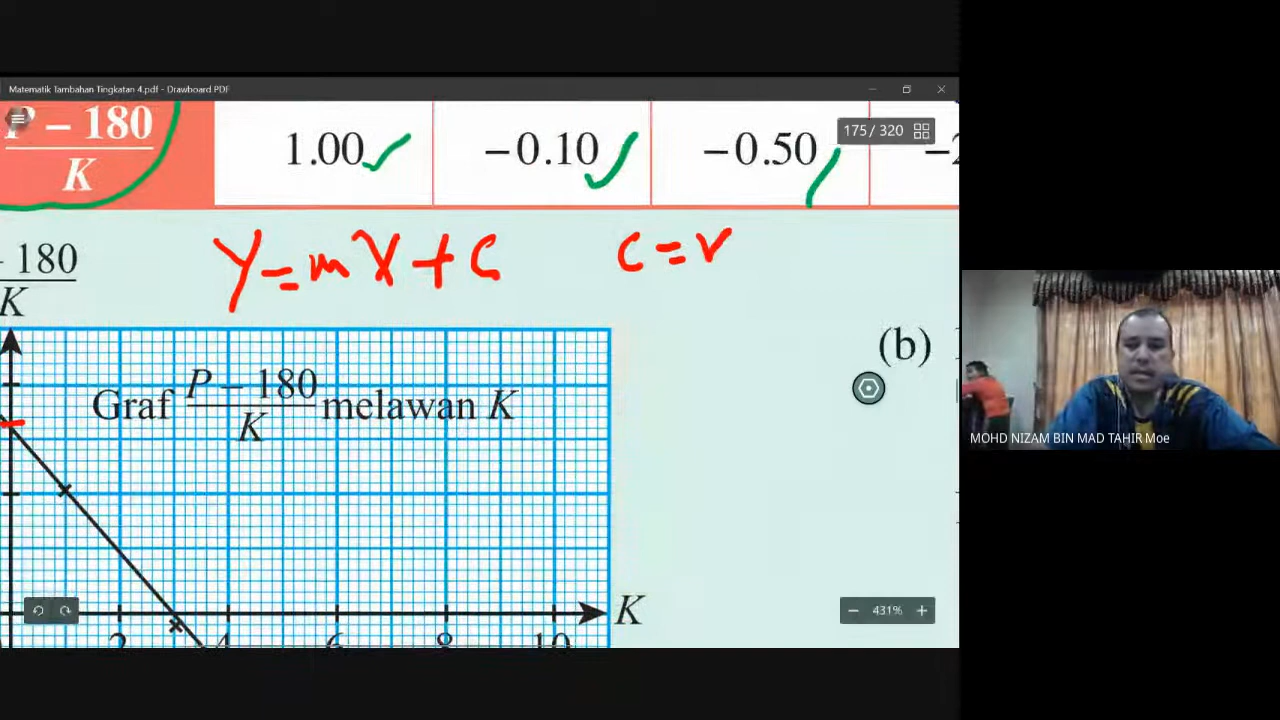 Matematik Tambahan Tingkatan 4.pdf - Drawboard PDF
P − 180
K
1.00
−0.10
−0.50
175 / 320
180
K
y = mX + c
c = r
Graf P − 180 / K melawan K
(b)
MOHD NIZAM BIN MAD TAHIR Moe
K
2
4
6
8
10
431%